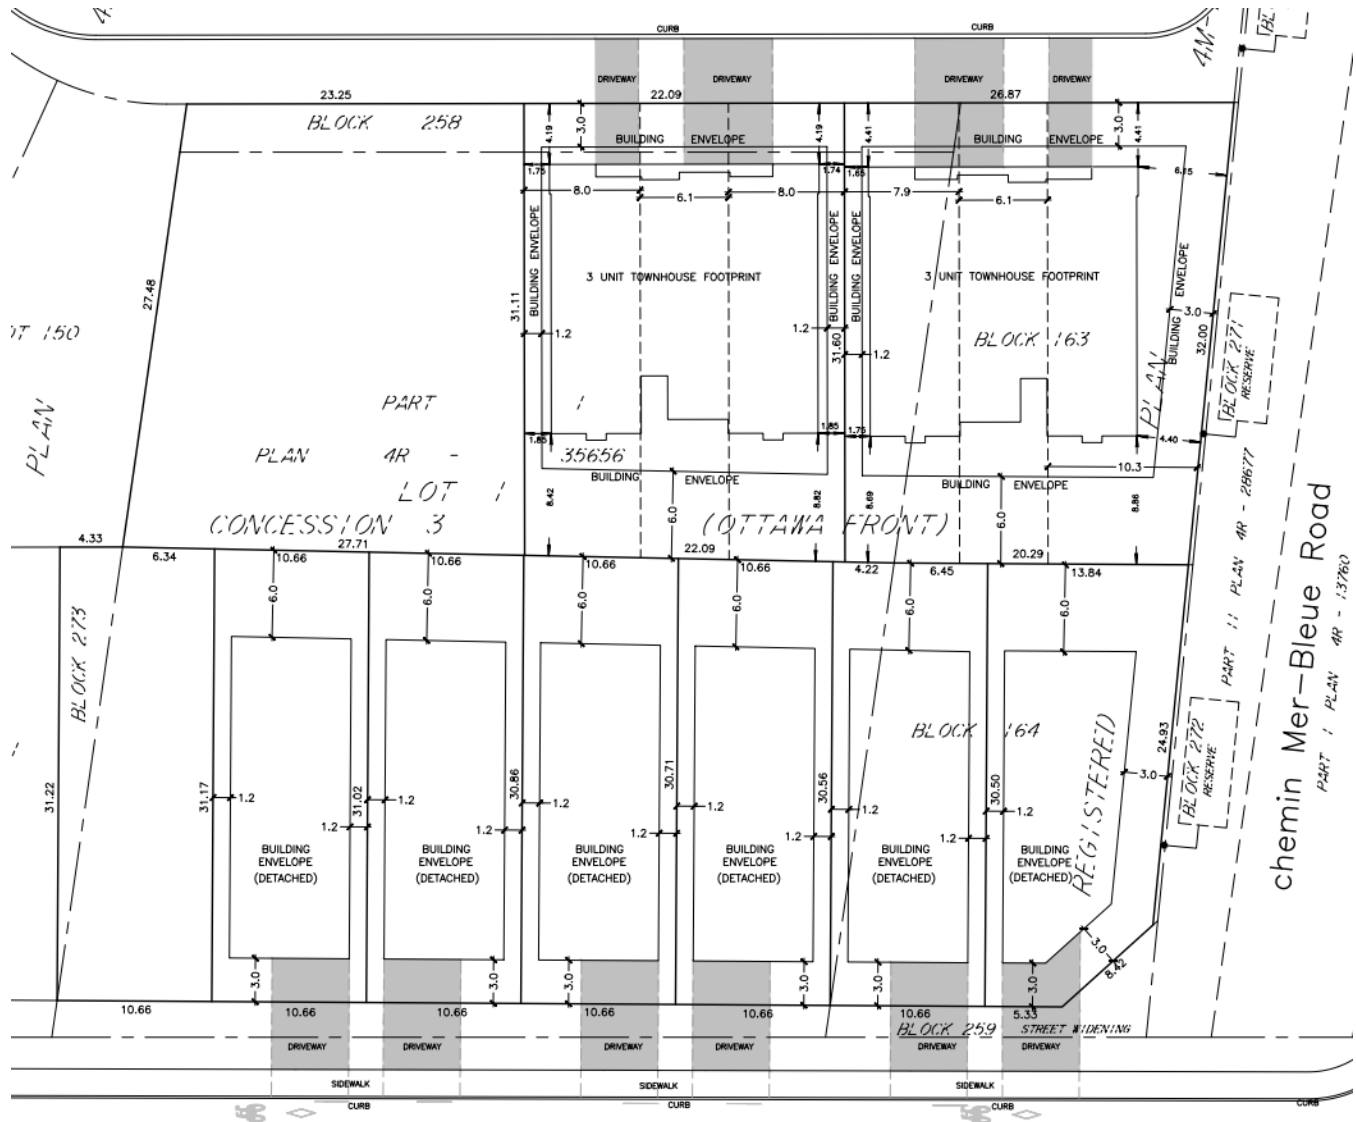 CURB
CURB
4M-
DRIVEWAY
DRIVEWAY
DRIVEWAY
DRIVEWAY
23.25
22.09
26.87
BLOCK 258
4.19
3.0
BUILDING ENVELOPE
4.19
4.41
BUILDING ENVELOPE
3.0
4.41
1.75
1.74
1.65
6.15
8.0
6.1
8.0
7.9
6.1
BUILDING ENVELOPE
BUILDING ENVELOPE
BUILDING ENVELOPE
BUILDING ENVELOPE
27.48
31.11
3 UNIT TOWNHOUSE FOOTPRINT
3 UNIT TOWNHOUSE FOOTPRINT
OT 150
1.2
1.2
31.60
1.2
BLOCK 163
3.0
32.00
BLOCK 271
RESERVE
PLAN
PLAN
PART 1
1.85
1.85
1.75
4.40
PLAN 4R - 35656
BUILDING ENVELOPE
BUILDING ENVELOPE
10.3
LOT 1
8.42
6.0
8.82
8.69
6.0
8.86
CONCESSION 3 (OTTAWA FRONT)
PART 11 PLAN 4R - 28677
chemin Mer-Bleue Road
PART 1 PLAN 4R - 13760
4.33
6.34
27.71
10.66
10.66
10.66
22.09
10.66
4.22
6.45
20.29
13.84
6.0
6.0
6.0
6.0
6.0
6.0
BLOCK 273
BLOCK 164
REGISTERED
24.93
BLOCK 272
RESERVE
3.0
31.22
31.17
1.2
1.2
31.02
1.2
1.2
30.86
1.2
1.2
30.71
1.2
1.2
30.56
1.2
1.2
30.50
BUILDING
ENVELOPE
(DETACHED)
BUILDING
ENVELOPE
(DETACHED)
BUILDING
ENVELOPE
(DETACHED)
BUILDING
ENVELOPE
(DETACHED)
BUILDING
ENVELOPE
(DETACHED)
BUILDING
ENVELOPE
(DETACHED)
3.0
3.0
3.0
3.0
3.0
3.0
3.0
8.42
10.66
10.66
10.66
10.66
10.66
10.66
5.33
BLOCK 259 STREET WIDENING
DRIVEWAY
DRIVEWAY
DRIVEWAY
DRIVEWAY
DRIVEWAY
DRIVEWAY
SIDEWALK
SIDEWALK
SIDEWALK
CURB
CURB
CURB
CURB